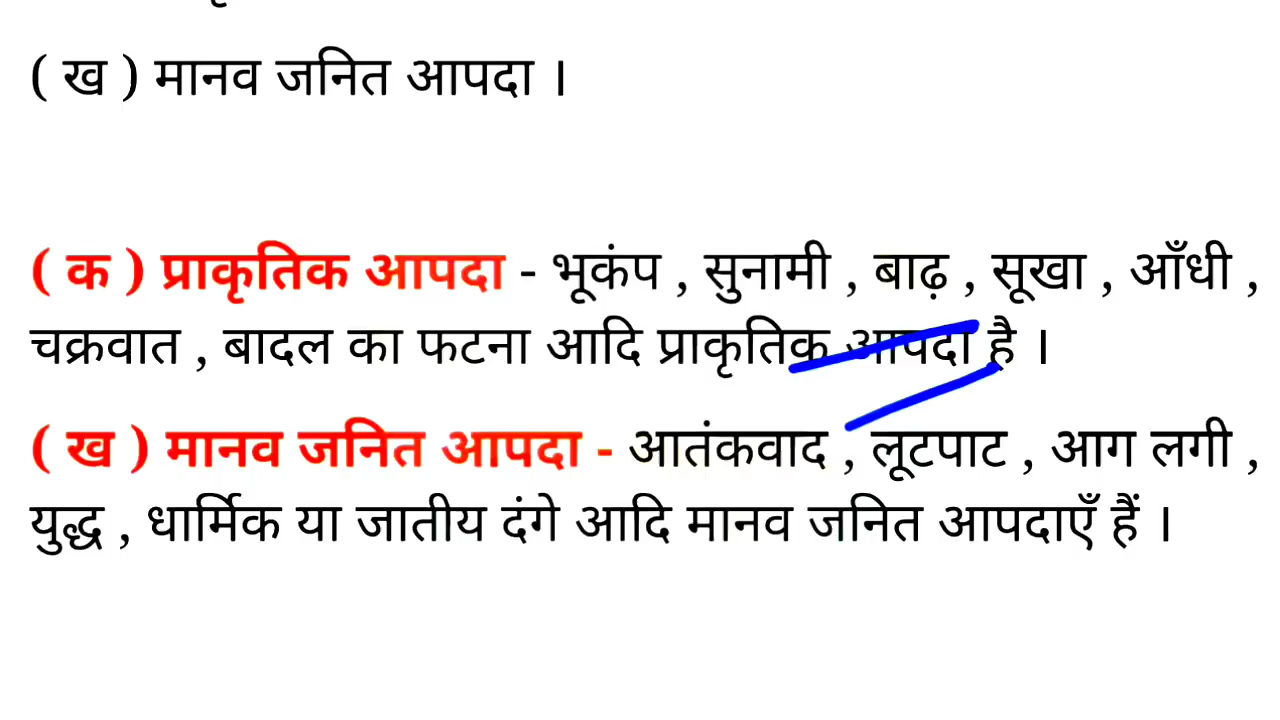 ( ख ) मानव जनित आपदा ।
( क ) प्राकृतिक आपदा - भूकंप , सुनामी , बाढ़ , सूखा , आँधी ,
चक्रवात , बादल का फटना आदि प्राकृतिक आपदा है ।
( ख ) मानव जनित आपदा - आतंकवाद , लूटपाट , आग लगी ,
युद्ध , धार्मिक या जातीय दंगे आदि मानव जनित आपदाएँ हैं ।